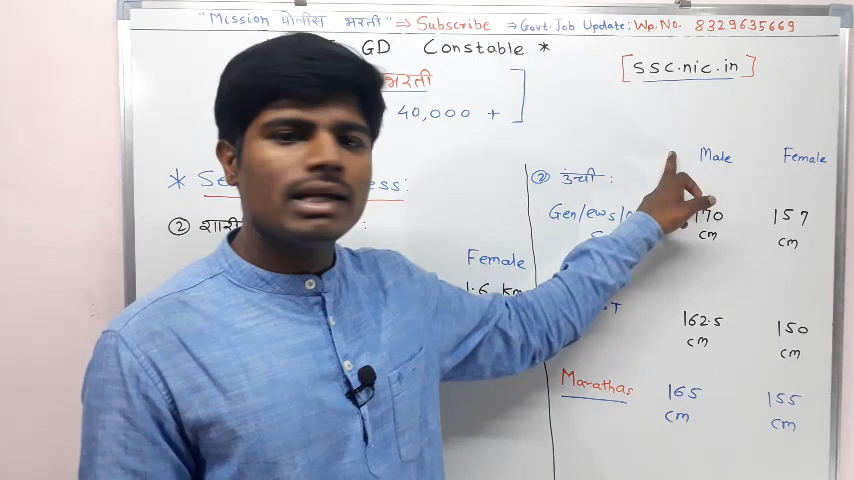 "Mission पोलीस भरती" ⇒ Subscribe ⇒ Govt. Job Update: Wp.No. 8329635669
GD Constable *
[ssc.nic.in]
भरती
40,000 +
* Se ess:
② शारी :
Female
1.6 Km
② उंची :
Male Female
Gen/ews/
170 cm
157 cm
T
162.5 cm
150 cm
Marathas
165 cm
155 cm